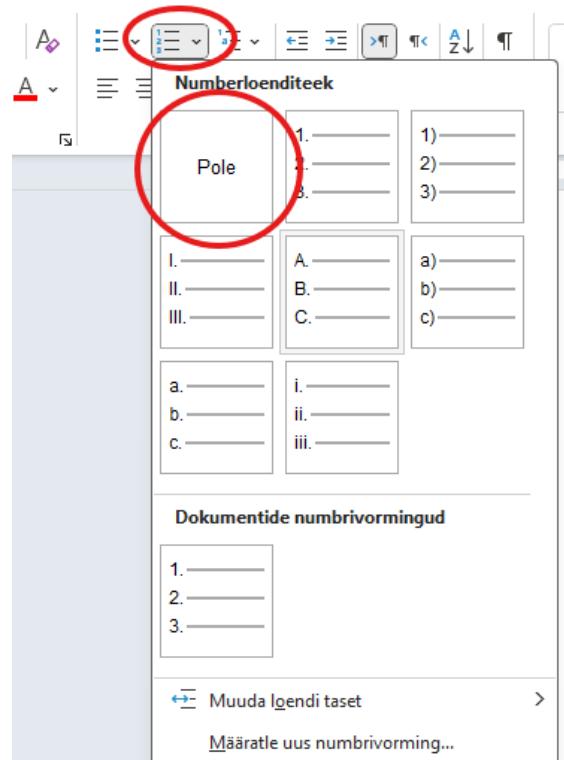 Numberloenditeek
Pole
1.
2.
3.
1)
2)
3)
I.
II.
III.
A.
B.
C.
a)
b)
c)
a.
b.
c.
i.
ii.
iii.
Dokumentide numbrivormingud
1.
2.
3.
Muuda loendi taset
Määratle uus numbrivorming...